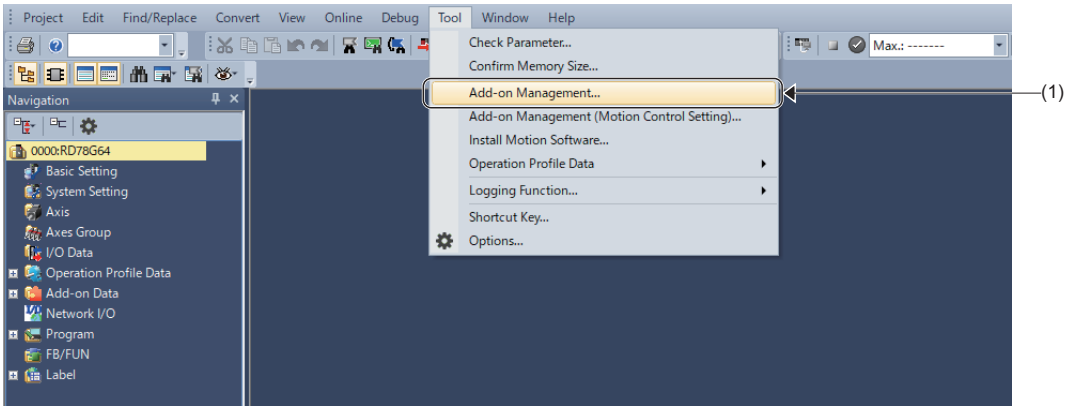 Project Edit Find/Replace Convert View Online Debug Tool Window Help
Max.: -------
Check Parameter...
Confirm Memory Size...
Add-on Management...
(1)
Add-on Management (Motion Control Setting)...
Install Motion Software...
Operation Profile Data
Logging Function...
Shortcut Key...
Options...
Navigation
0000:RD78G64
Basic Setting
System Setting
Axis
Axes Group
I/O Data
Operation Profile Data
Add-on Data
Network I/O
Program
FB/FUN
Label